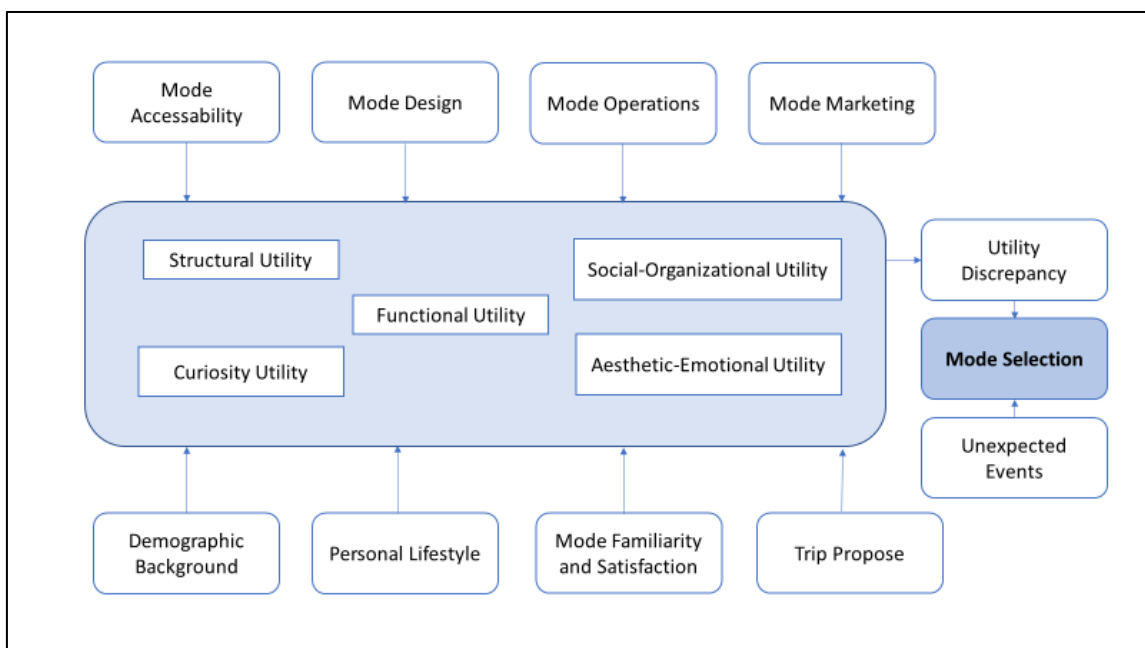 Mode
Accessability
Mode Design
Mode Operations
Mode Marketing
Structural Utility
Functional Utility
Curiosity Utility
Social-Organizational Utility
Aesthetic-Emotional Utility
Utility
Discrepancy
Mode Selection
Unexpected
Events
Demographic
Background
Personal Lifestyle
Mode Familiarity
and Satisfaction
Trip Propose